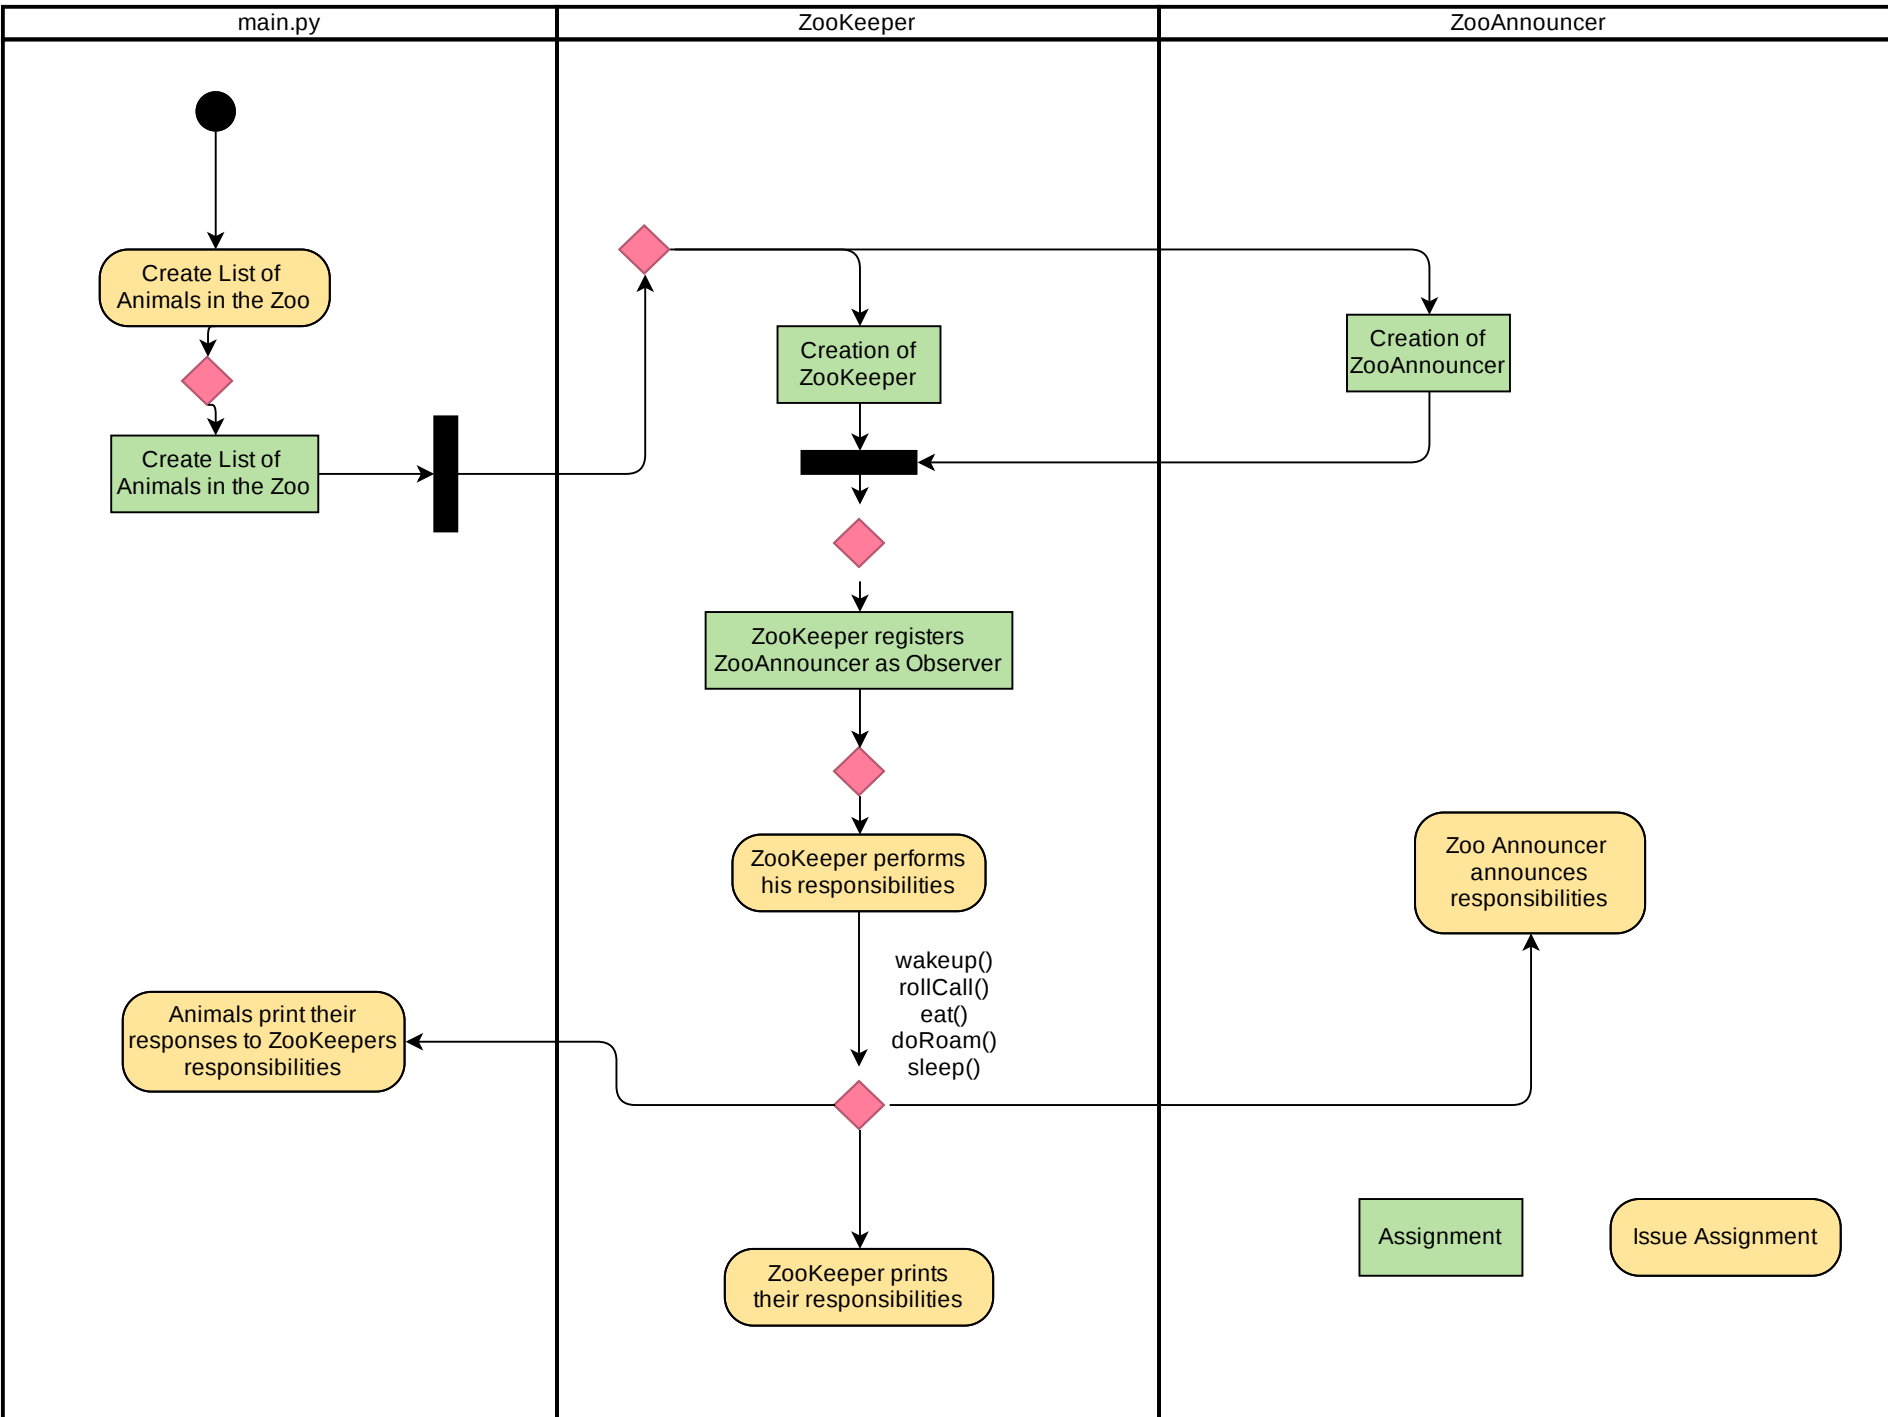 main.py
ZooKeeper
ZooAnnouncer
Create List of
Animals in the Zoo
Create List of
Animals in the Zoo
Creation of
ZooKeeper
Creation of
ZooAnnouncer
ZooKeeper registers
ZooAnnouncer as Observer
ZooKeeper performs
his responsibilities
Zoo Announcer
announces
responsibilities
wakeup()
rollCall()
eat()
doRoam()
sleep()
Animals print their
responses to ZooKeepers
responsibilities
ZooKeeper prints
their responsibilities
Assignment
Issue Assignment